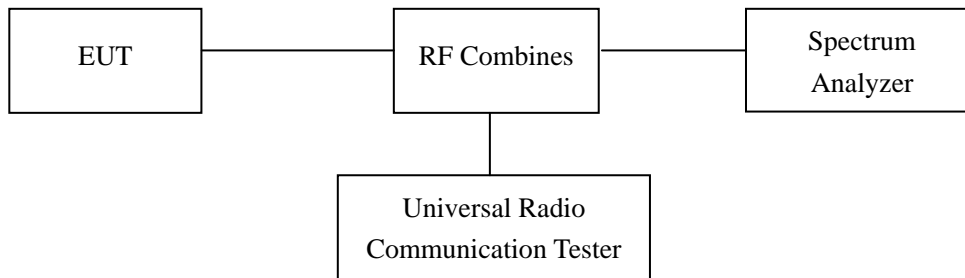 EUT
RF Combines
Spectrum
Analyzer
Universal Radio
Communication Tester